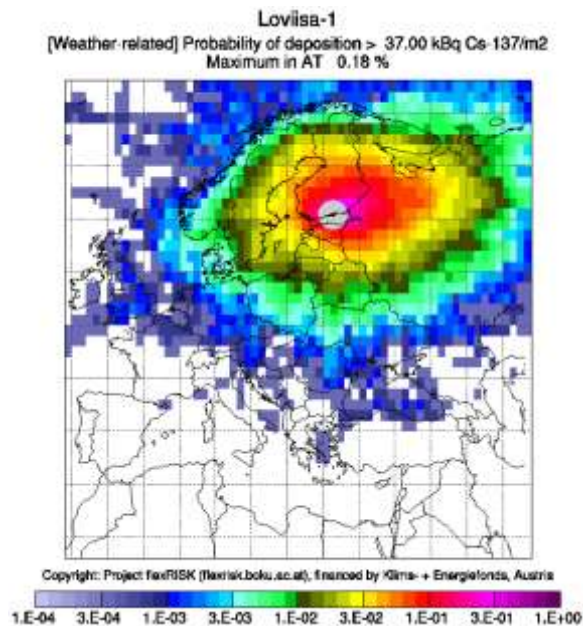 Loviisa-1
[Weather-related] Probability of deposition > 37.00 kBq Cs-137/m2
Maximum in AT 0.18 %
Copyright: Project flexRISK (flexrisk.boku.ac.at), financed by Klima- + Energiefonds, Austria
1.E-04 3.E-04 1.E-03 3.E-03 1.E-02 3.E-02 1.E-01 3.E-01 1.E+00